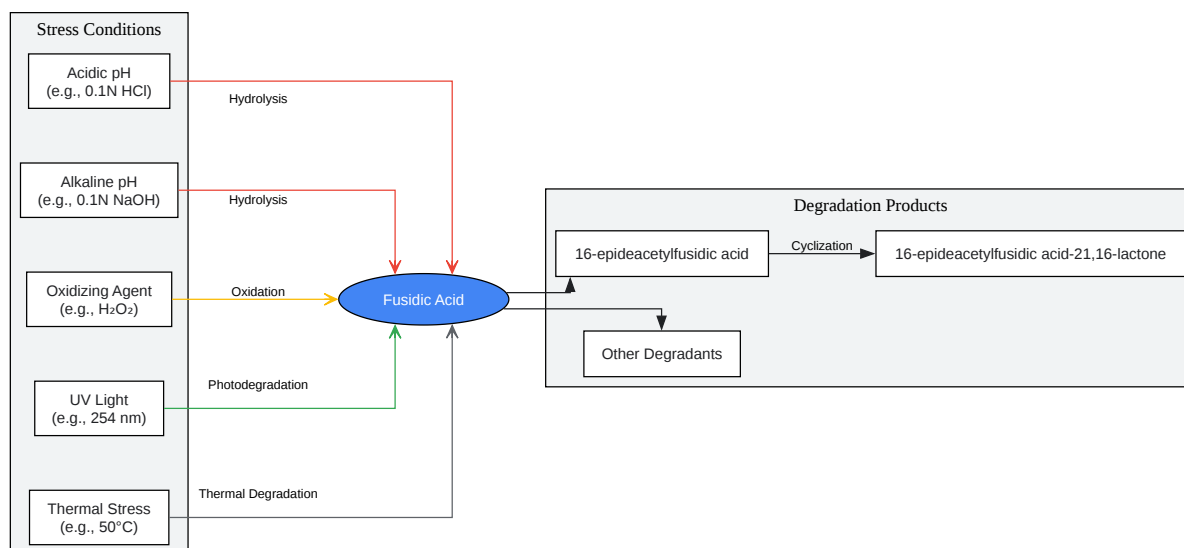 Stress Conditions
Acidic pH
(e.g., 0.1N HCl)
Hydrolysis
Alkaline pH
(e.g., 0.1N NaOH)
Hydrolysis
Oxidizing Agent
(e.g., H₂O₂)
Oxidation
UV Light
(e.g., 254 nm)
Photodegradation
Thermal Stress
(e.g., 50°C)
Thermal Degradation
Fusidic Acid
Degradation Products
16-epideacetylfusidic acid
Cyclization
16-epideacetylfusidic acid-21,16-lactone
Other Degradants